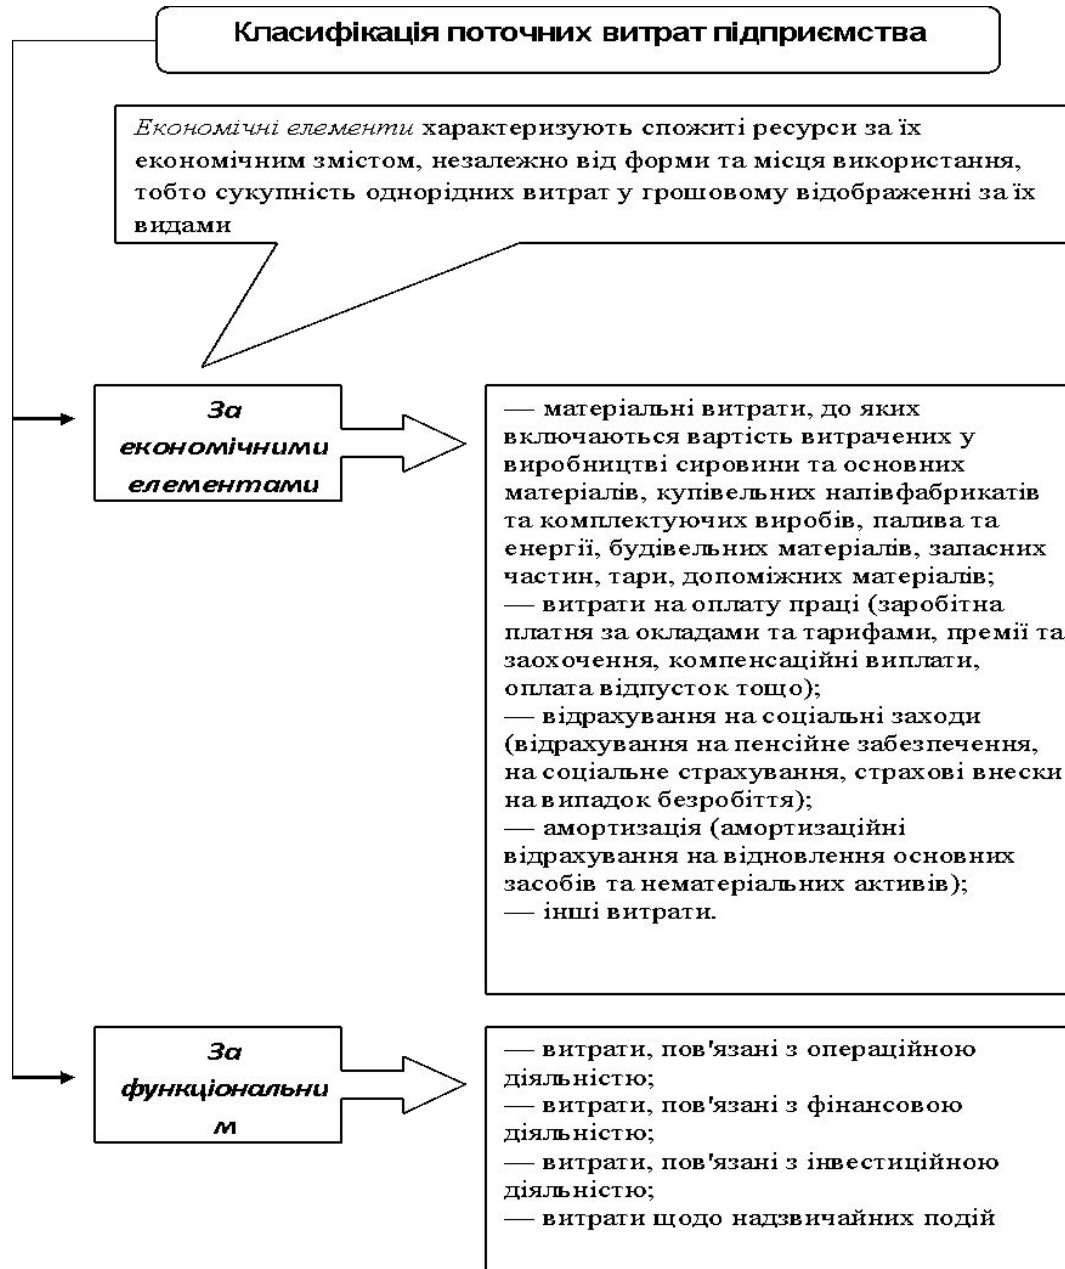 Класифікація поточних витрат підприємства
Економічні елементи характеризують спожиті ресурси за їх
економічним змістом, незалежно від форми та місця використання,
тобто сукупність однорідних витрат у грошовому відображенні за їх
видами
За
економічними
елементами
— матеріальні витрати, до яких
включаються вартість витрачених у
виробництві сировини та основних
матеріалів, купівельних напівфабрикатів
та комплектуючих виробів, палива та
енергії, будівельних матеріалів, запасних
частин, тари, допоміжних матеріалів;
— витрати на оплату праці (заробітна
платня за окладами та тарифами, премії та
заохочення, компенсаційні виплати,
оплата відпусток тощо);
— відрахування на соціальні заходи
(відрахування на пенсійне забезпечення,
на соціальне страхування, страхові внески
на випадок безробіття);
— амортизація (амортизаційні
відрахування на відновлення основних
засобів та нематеріальних активів);
— інші витрати.
За
функціональни
м
— витрати, пов'язані з операційною
діяльністю;
— витрати, пов'язані з фінансовою
діяльністю;
— витрати, пов'язані з інвестиційною
діяльністю;
— витрати щодо надзвичайних подій